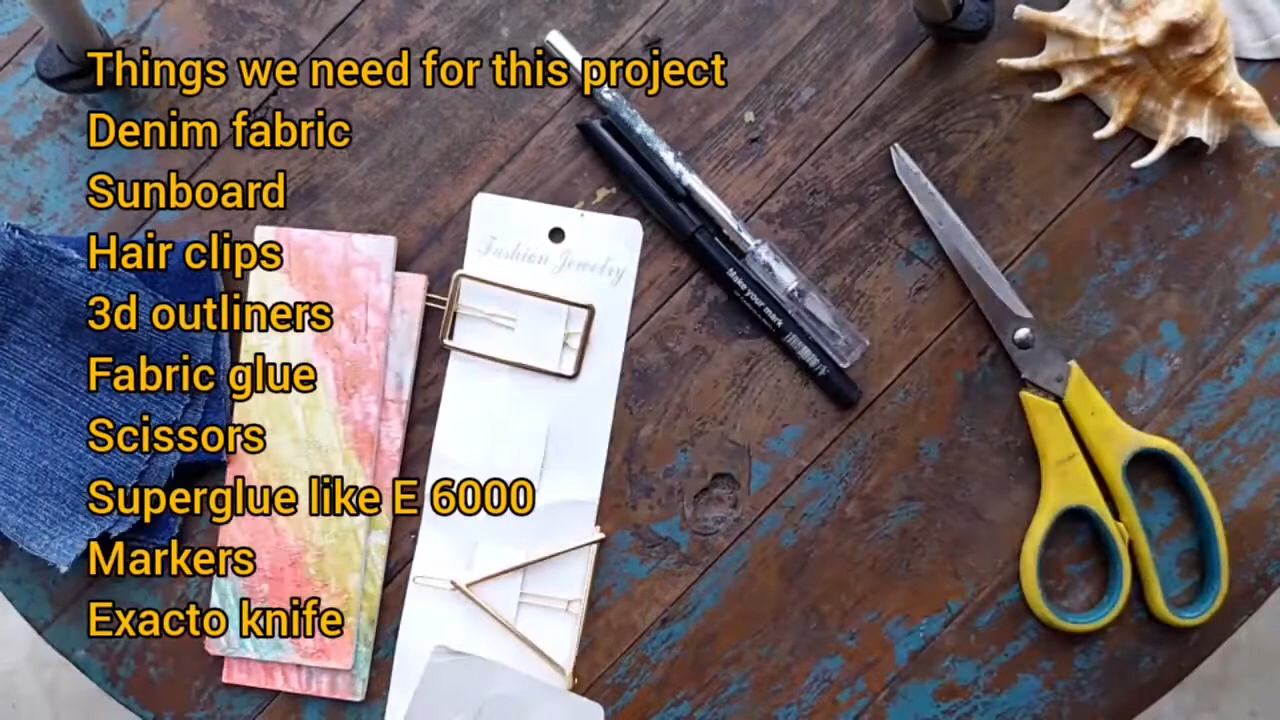 Things we need for this project
Denim fabric
Sunboard
Hair clips
3d outliners
Fabric glue
Scissors
Superglue like E 6000
Markers
Exacto knife
Fashion Jewelry
Make your mark